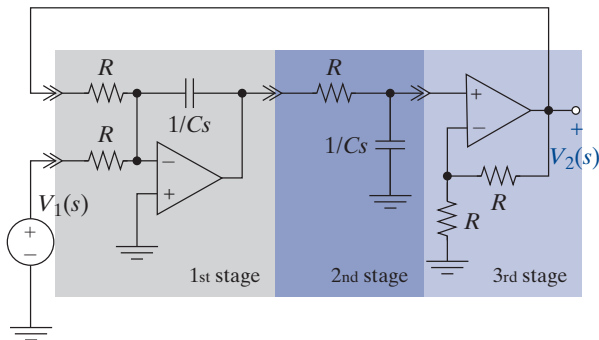 R
R
1/Cs
R
1/Cs
+
−
−
+
R
+
V₂(s)
V₁(s)
R
R
+
−
1st stage
2nd stage
3rd stage